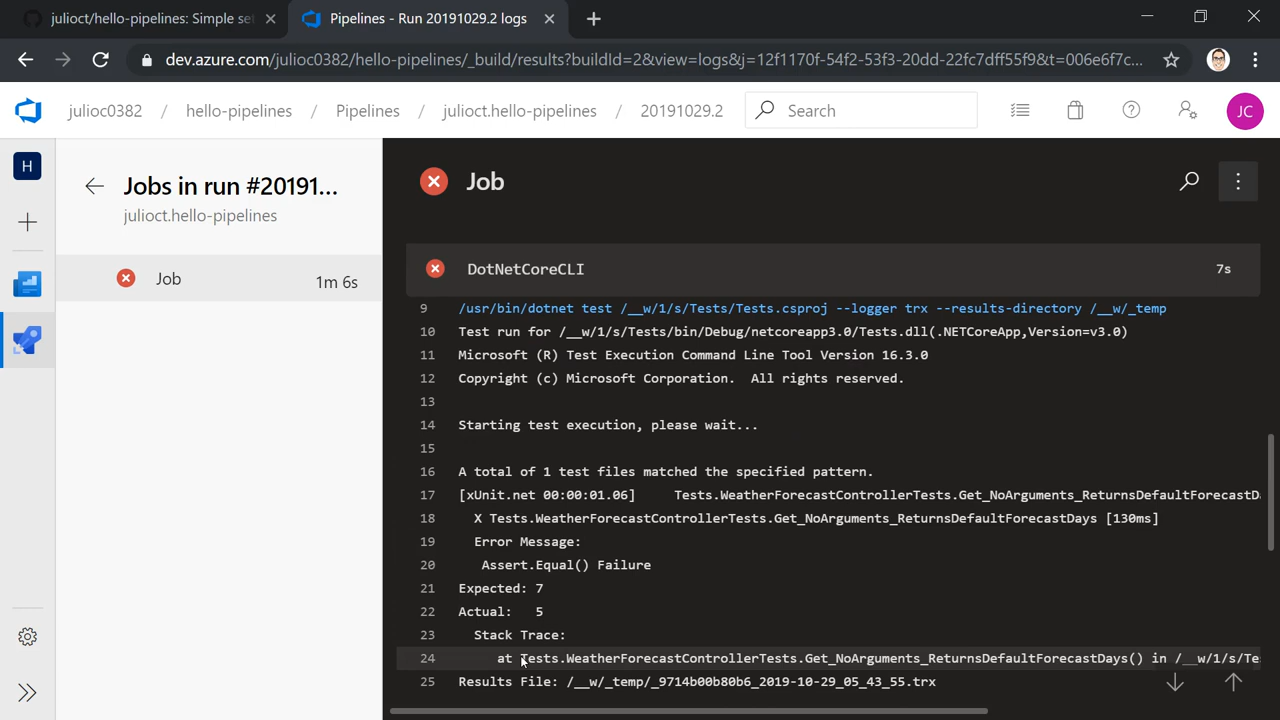 julioct/hello-pipelines: Simple se
Pipelines - Run 20191029.2 logs
dev.azure.com/julioc0382/hello-pipelines/_build/results?buildId=2&view=logs&j=12f1170f-54f2-53f3-20dd-22fc7dff55f9&t=006e6f7c...
julioc0382 / hello-pipelines / Pipelines / julioct.hello-pipelines / 20191029.2
Search
JC
H
Jobs in run #20191...
julioct.hello-pipelines
Job 1m 6s
Job
DotNetCoreCLI 7s
9 /usr/bin/dotnet test /__w/1/s/Tests/Tests.csproj --logger trx --results-directory /__w/_temp
10 Test run for /__w/1/s/Tests/bin/Debug/netcoreapp3.0/Tests.dll(.NETCoreApp,Version=v3.0)
11 Microsoft (R) Test Execution Command Line Tool Version 16.3.0
12 Copyright (c) Microsoft Corporation.  All rights reserved.
13
14 Starting test execution, please wait...
15
16 A total of 1 test files matched the specified pattern.
17 [xUnit.net 00:00:01.06]     Tests.WeatherForecastControllerTests.Get_NoArguments_ReturnsDefaultForecastD
18 X Tests.WeatherForecastControllerTests.Get_NoArguments_ReturnsDefaultForecastDays [130ms]
19 Error Message:
20 Assert.Equal() Failure
21 Expected: 7
22 Actual:   5
23 Stack Trace:
24 at Tests.WeatherForecastControllerTests.Get_NoArguments_ReturnsDefaultForecastDays() in /__w/1/s/Te
25 Results File: /__w/_temp/_9714b00b80b6_2019-10-29_05_43_55.trx